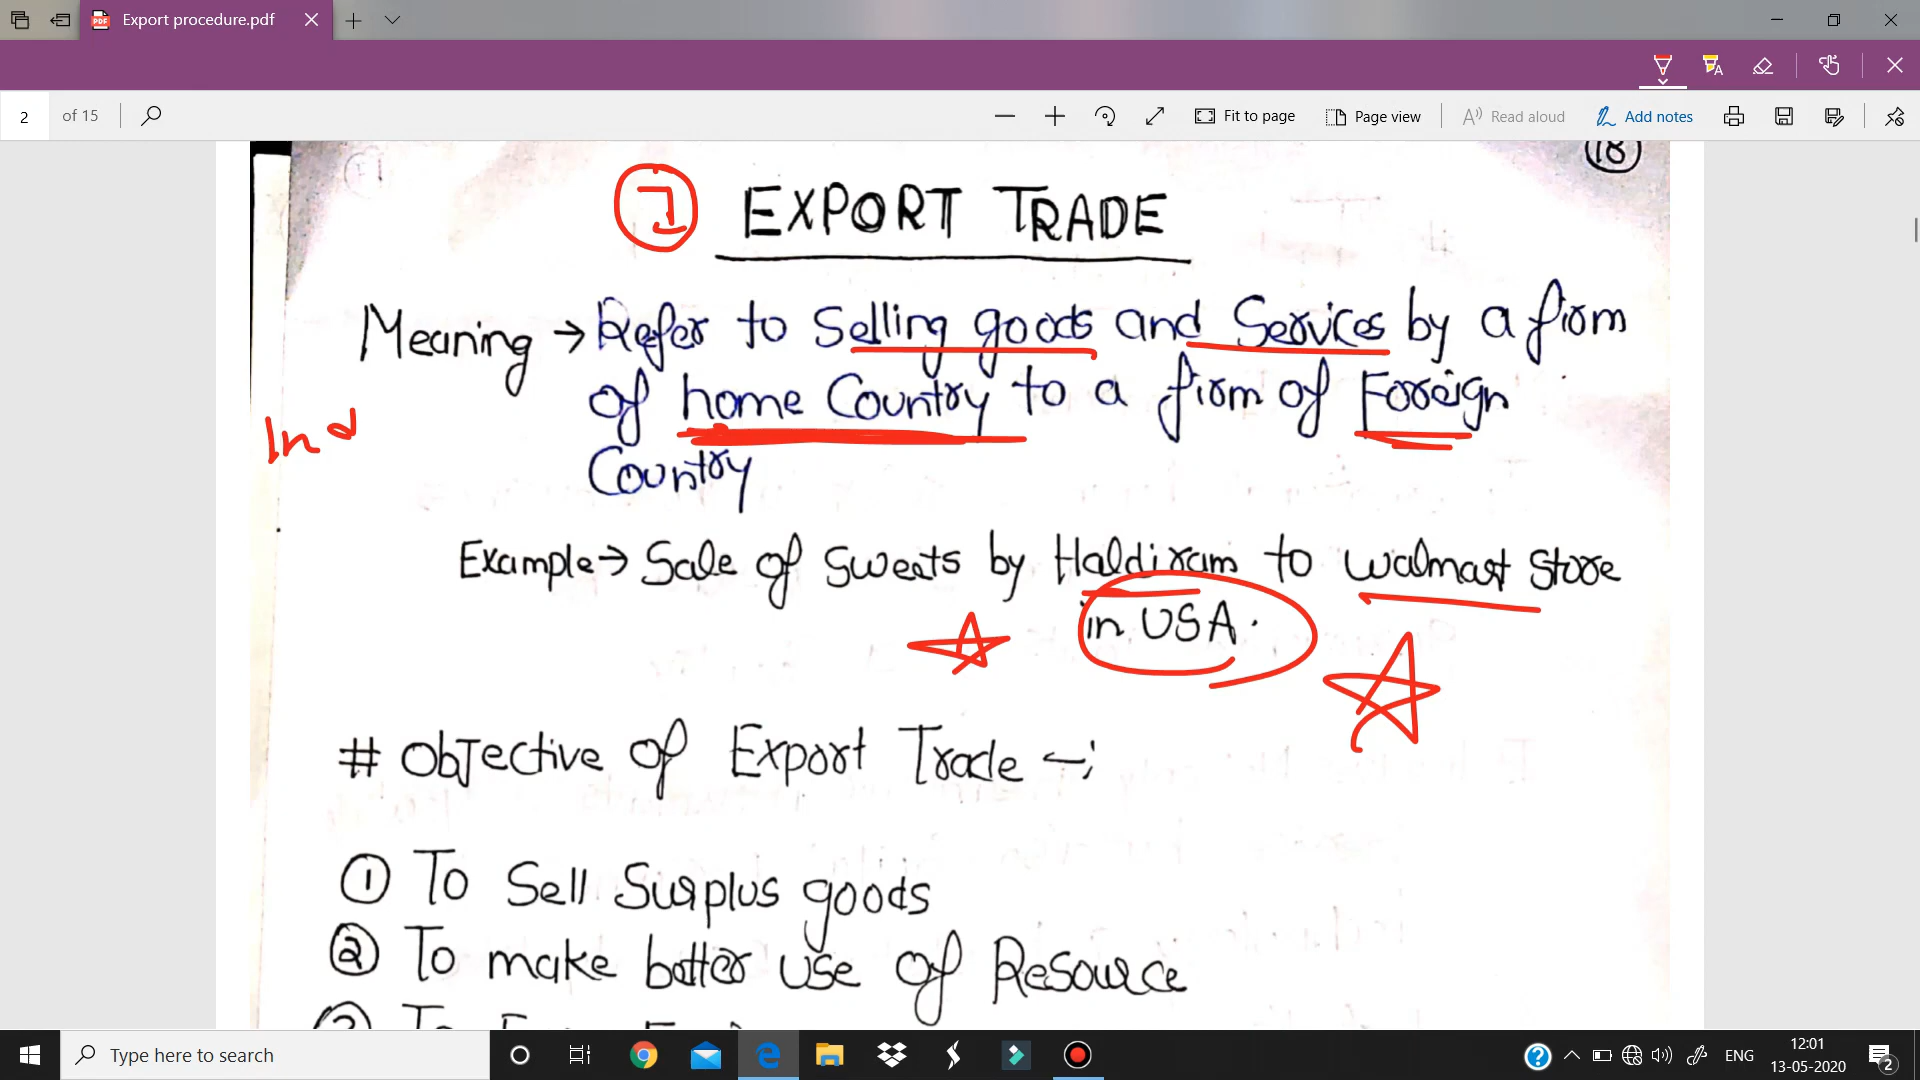 Export procedure.pdf
2 of 15
Fit to page
Page view
Read aloud
Add notes
18
I EXPORT TRADE
Meaning → Refer to Selling goods and Services by a firm
of home Country to a firm of Foreign
Ind
Country
Example → Sale of Sweets by Haldiram to Walmart Store
in USA.
# Objective of Export Trade →
① To Sell Surplus goods
② To make better use of Resource
Type here to search
ENG
12:01
13-05-2020
2